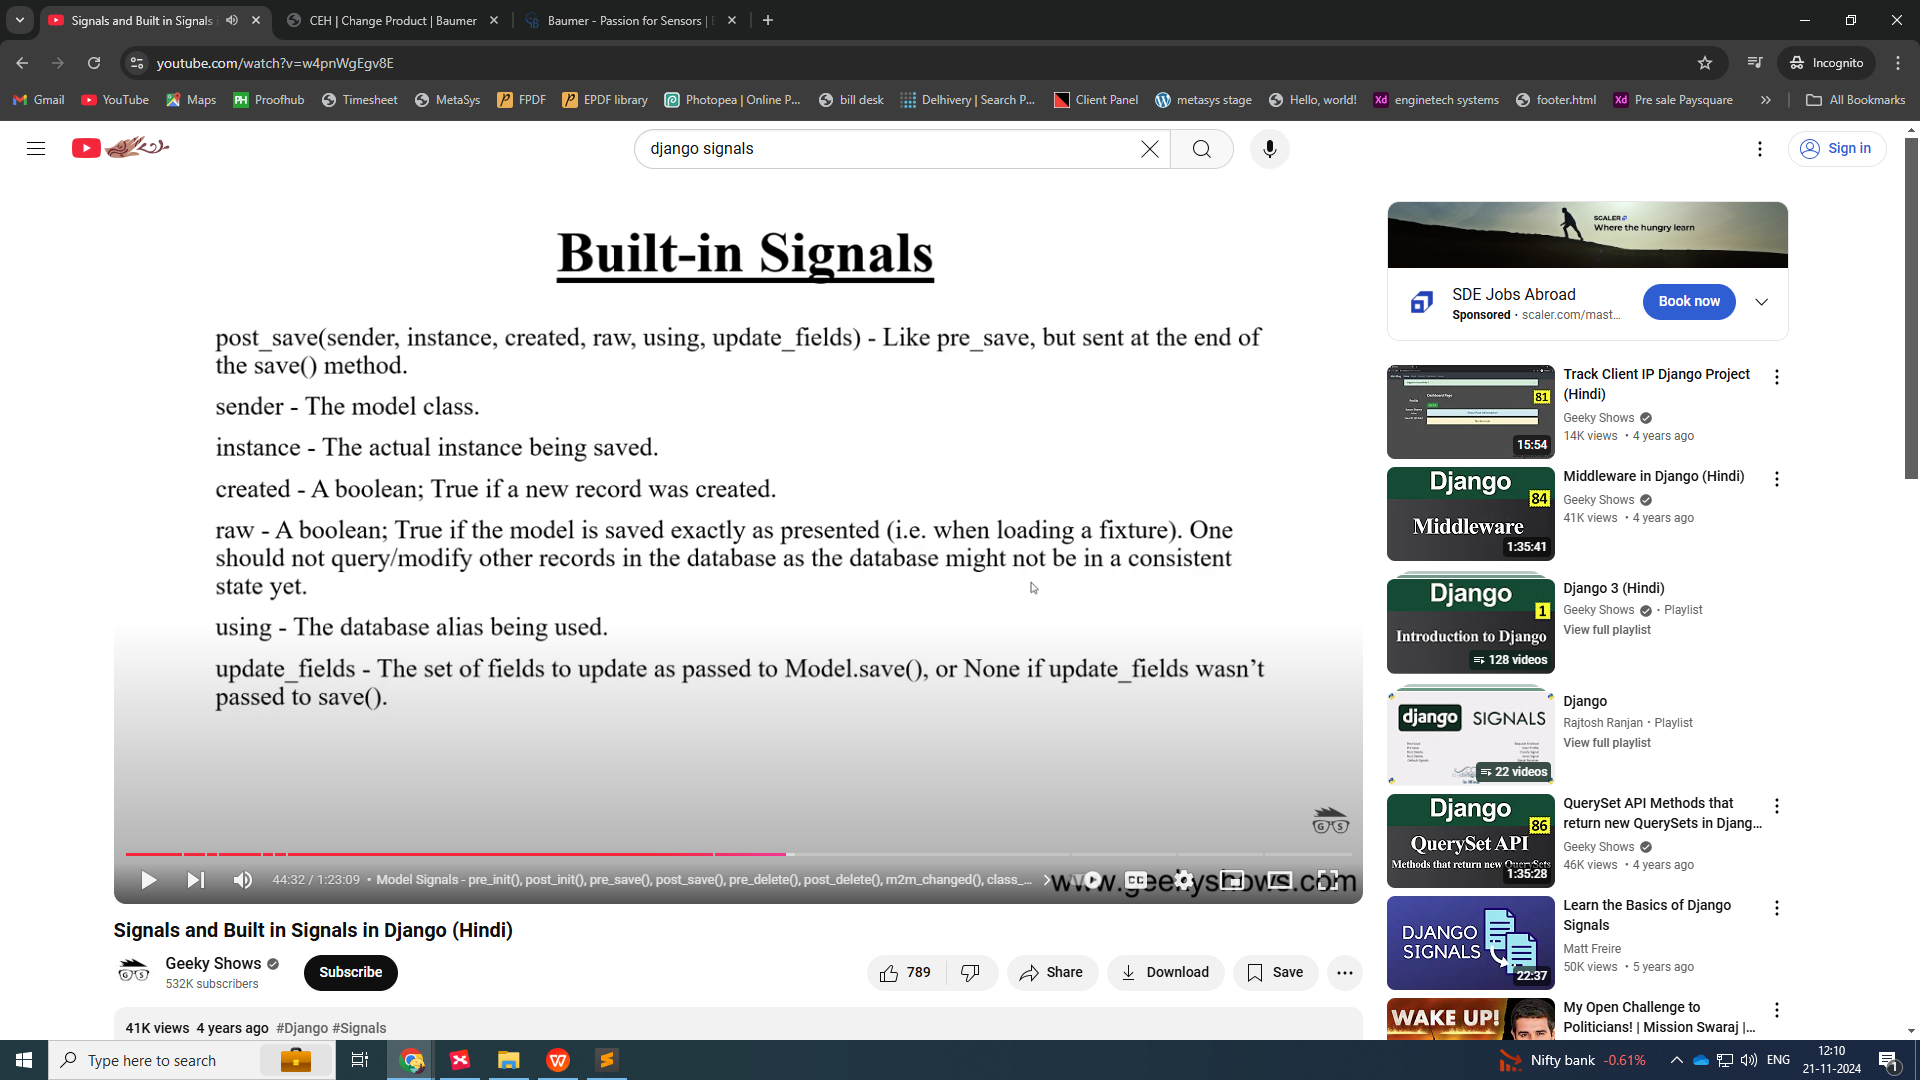 Signals and Built in Signals
CEH | Change Product | Baumer
Baumer - Passion for Sensors |
youtube.com/watch?v=w4pnWgEgv8E
Incognito
Gmail
YouTube
Maps
Proofhub
Timesheet
MetaSys
FPDF
EPDF library
Photopea | Online P...
bill desk
Delhivery | Search P...
Client Panel
metasys stage
Hello, world!
enginetech systems
footer.html
Pre sale Paysquare
All Bookmarks
django signals
Sign in
Built-in Signals
post_save(sender, instance, created, raw, using, update_fields) - Like pre_save, but sent at the end of
the save() method.
sender - The model class.
instance - The actual instance being saved.
created - A boolean; True if a new record was created.
raw - A boolean; True if the model is saved exactly as presented (i.e. when loading a fixture). One
should not query/modify other records in the database as the database might not be in a consistent
state yet.
using - The database alias being used.
update_fields - The set of fields to update as passed to Model.save(), or None if update_fields wasn't
passed to save().
GS
44:32 / 1:23:09 • Model Signals - pre_init(), post_init(), pre_save(), post_save(), pre_delete(), post_delete(), m2m_changed(), class_...
CC
www.geekyshows.com
Signals and Built in Signals in Django (Hindi)
Geeky Shows
532K subscribers
Subscribe
789
Share
Download
Save
41K views 4 years ago #Django #Signals
SCALER
Where the hungry learn
SDE Jobs Abroad
Sponsored · scaler.com/mast...
Book now
81
15:54
Track Client IP Django Project
(Hindi)
Geeky Shows
14K views • 4 years ago
Django
84
Middleware
1:35:41
Middleware in Django (Hindi)
Geeky Shows
41K views • 4 years ago
Django
1
Introduction to Django
128 videos
Django 3 (Hindi)
Geeky Shows • Playlist
View full playlist
django SIGNALS
22 videos
Django
Rajtosh Ranjan • Playlist
View full playlist
Django
86
QuerySet API
Methods that return new QuerySets
1:35:28
QuerySet API Methods that
return new QuerySets in Djang...
Geeky Shows
46K views • 4 years ago
DJANGO
SIGNALS
22:37
Learn the Basics of Django
Signals
Matt Freire
50K views • 5 years ago
WAKE UP!
My Open Challenge to
Politicians! | Mission Swaraj |...
Type here to search
Nifty bank -0.61%
ENG
12:10
21-11-2024
1